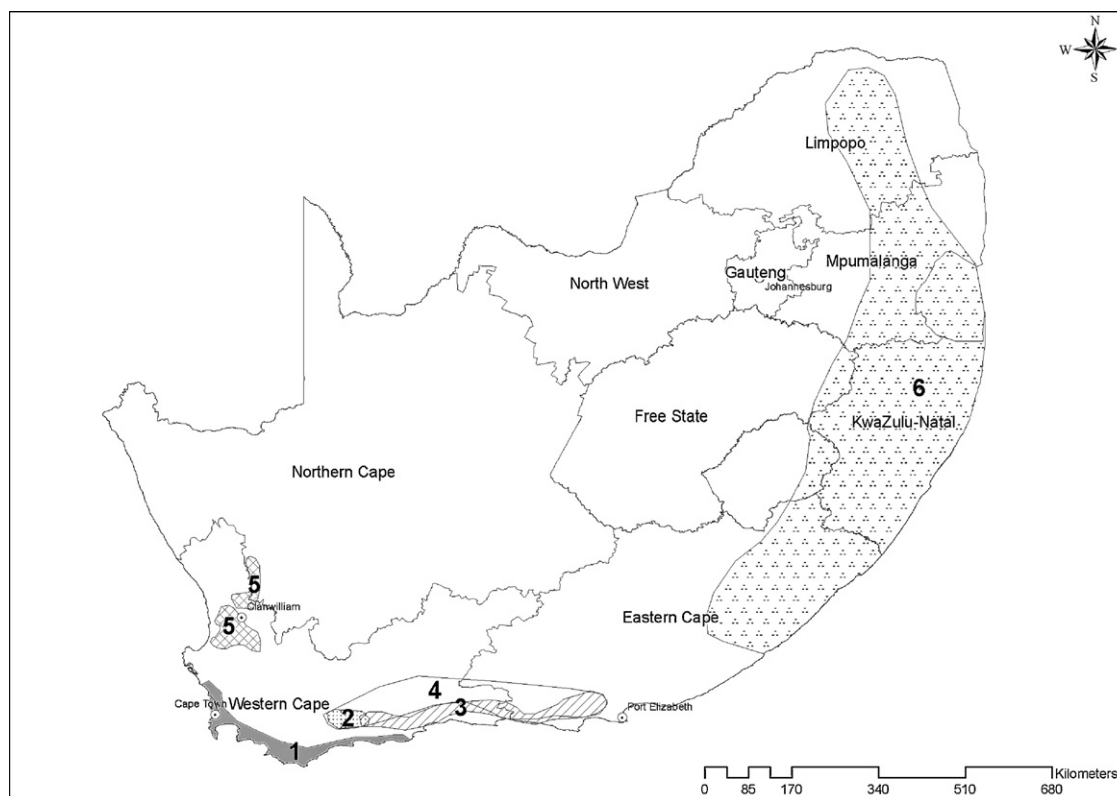 N
W
S
Limpopo
Mpumalanga
Gauteng
Johannesburg
North West
6
KwaZulu-Natal
Free State
Northern Cape
5
Clanwilliam
5
Eastern Cape
4
Western Cape
3
Cape Town
2
Port Elizabeth
1
Kilometers
0 85 170 340 510 680